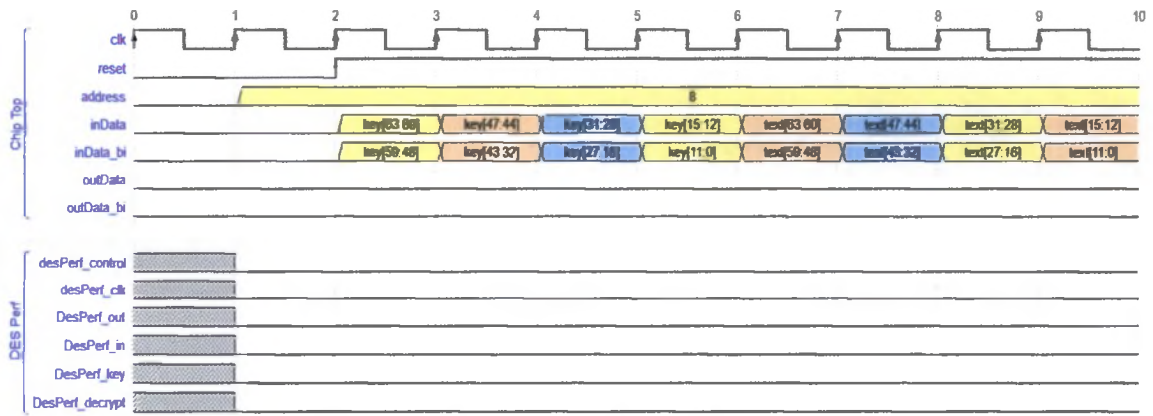 0 1 2 3 4 5 6 7 8 9 10
Chip Top
clk
reset
address 8
inData key[63:60] key[47:44] key[31:28] key[15:12] text[63:60] text[47:44] text[31:28] text[15:12]
inData_bi key[59:48] key[43:32] key[27:16] key[11:0] text[59:48] text[43:32] text[27:16] text[11:0]
outData
outData_bi
DES Perf
desPerf_control
desPerf_clk
DesPerf_out
DesPerf_in
DesPerf_key
DesPerf_decrypt